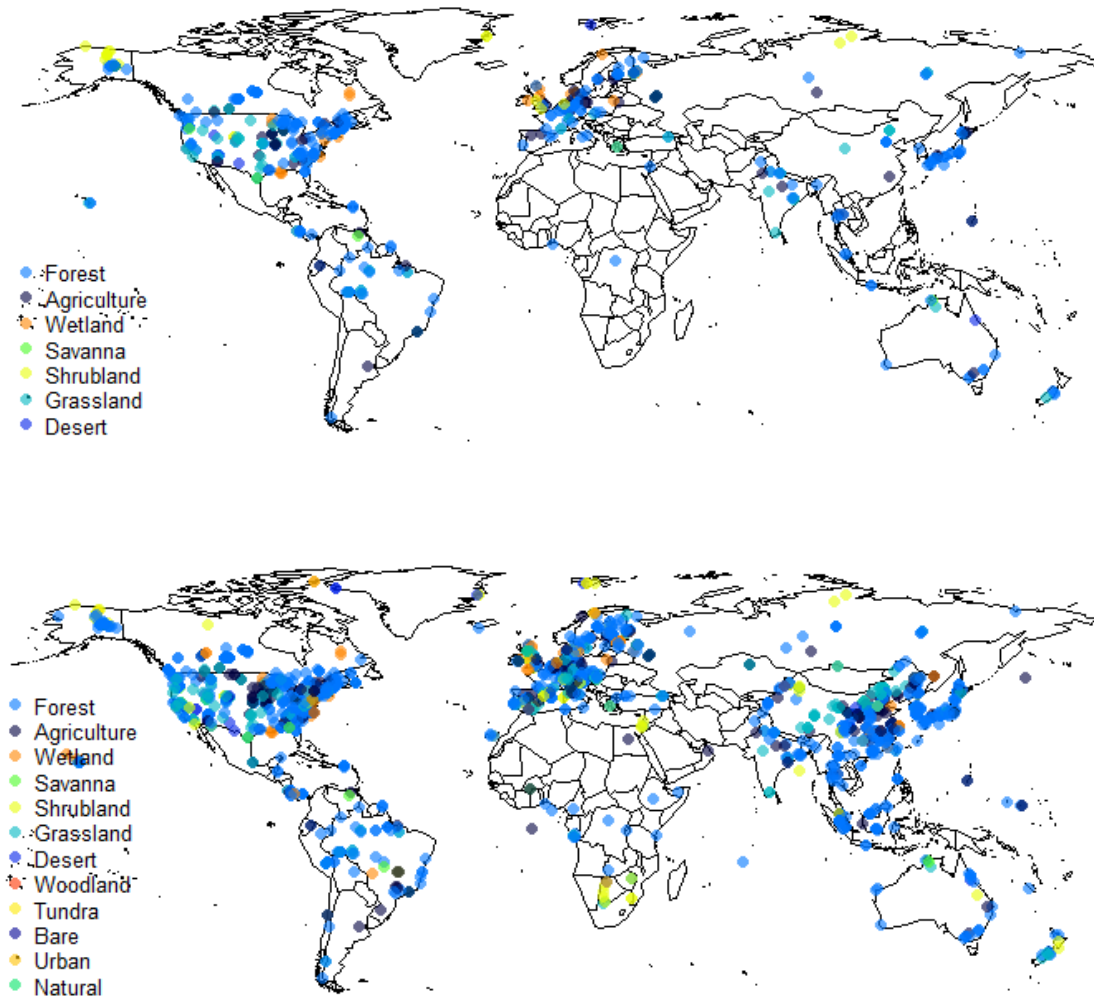 Forest
Agriculture
Wetland
Savanna
Shrubland
Grassland
Desert
Forest
Agriculture
Wetland
Savanna
Shrubland
Grassland
Desert
Woodland
Tundra
Bare
Urban
Natural